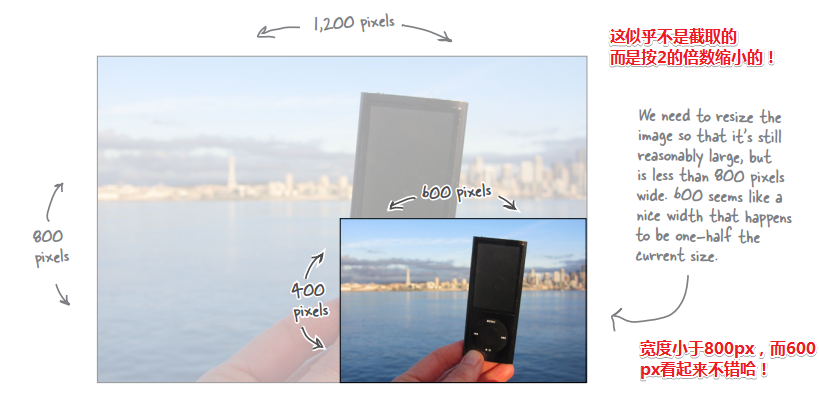 1,200 pixels
这似乎不是截取的
而是按2的倍数缩小的！
We need to resize the
image so that it's still
reasonably large, but
is less than 800 pixels
wide. 600 seems like a
nice width that happens
to be one-half the
current size.
600 pixels
800
pixels
400
pixels
宽度小于800px，而600
px看起来不错哈！